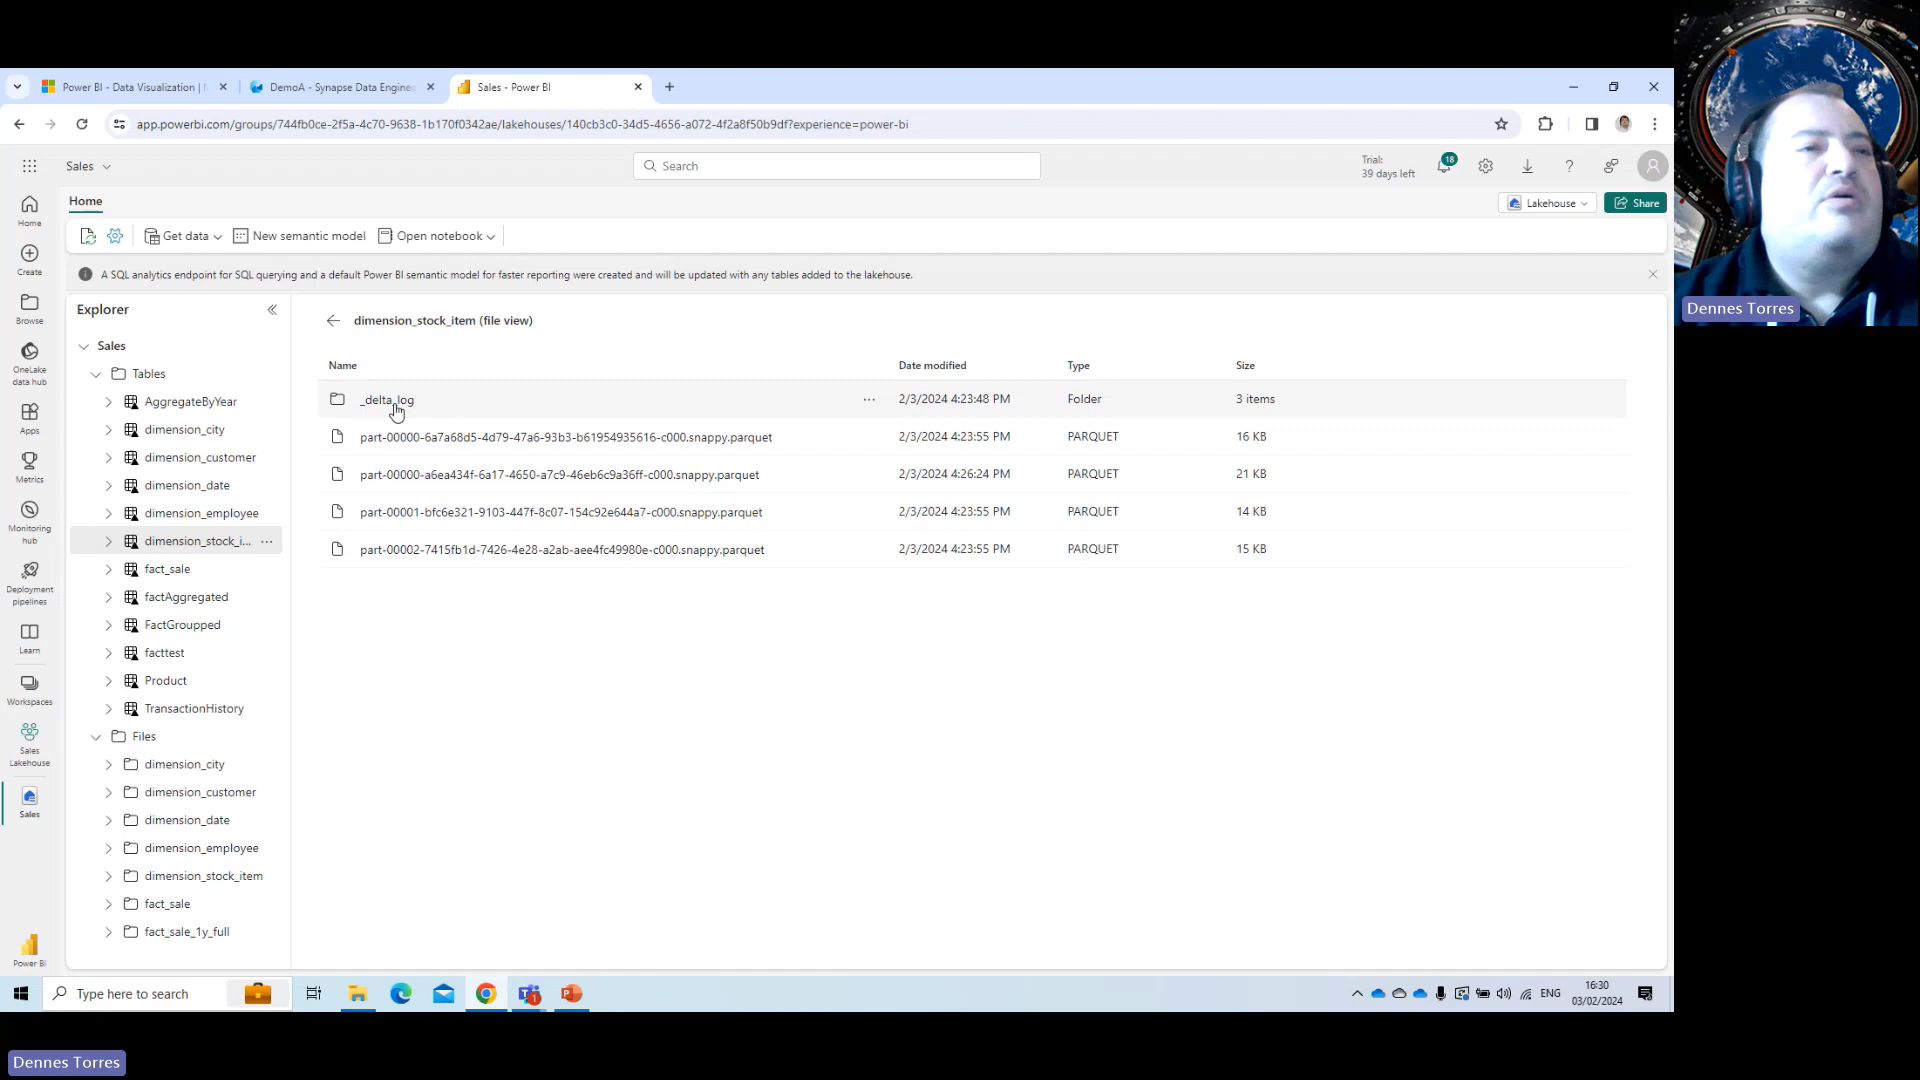 Power BI - Data Visualization |
DemoA - Synapse Data Enginee
Sales - Power BI
app.powerbi.com/groups/744fb0ce-2f5a-4c70-9638-1b170f0342ae/lakehouses/140cb3c0-34d5-4656-a072-4f2a8f50b9df?experience=power-bi
Sales
Search
Trial:
39 days left
18
Home
Lakehouse
Share
Get data
New semantic model
Open notebook
A SQL analytics endpoint for SQL querying and a default Power BI semantic model for faster reporting were created and will be updated with any tables added to the lakehouse.
Home
Create
Browse
OneLake
data hub
Apps
Metrics
Monitoring
hub
Deployment
pipelines
Learn
Workspaces
Sales
Lakehouse
Sales
Power BI
Explorer
Sales
Tables
AggregateByYear
dimension_city
dimension_customer
dimension_date
dimension_employee
dimension_stock_i... ...
fact_sale
factAggregated
FactGroupped
facttest
Product
TransactionHistory
Files
dimension_city
dimension_customer
dimension_date
dimension_employee
dimension_stock_item
fact_sale
fact_sale_1y_full
dimension_stock_item (file view)
Name Date modified Type Size
_delta_log ... 2/3/2024 4:23:48 PM Folder 3 items
part-00000-6a7a68d5-4d79-47a6-93b3-b61954935616-c000.snappy.parquet 2/3/2024 4:23:55 PM PARQUET 16 KB
part-00000-a6ea434f-6a17-4650-a7c9-46eb6c9a36ff-c000.snappy.parquet 2/3/2024 4:26:24 PM PARQUET 21 KB
part-00001-bfc6e321-9103-447f-8c07-154c92e644a7-c000.snappy.parquet 2/3/2024 4:23:55 PM PARQUET 14 KB
part-00002-7415fb1d-7426-4e28-a2ab-aee4fc49980e-c000.snappy.parquet 2/3/2024 4:23:55 PM PARQUET 15 KB
Type here to search
ENG
16:30
03/02/2024
Dennes Torres
Dennes Torres